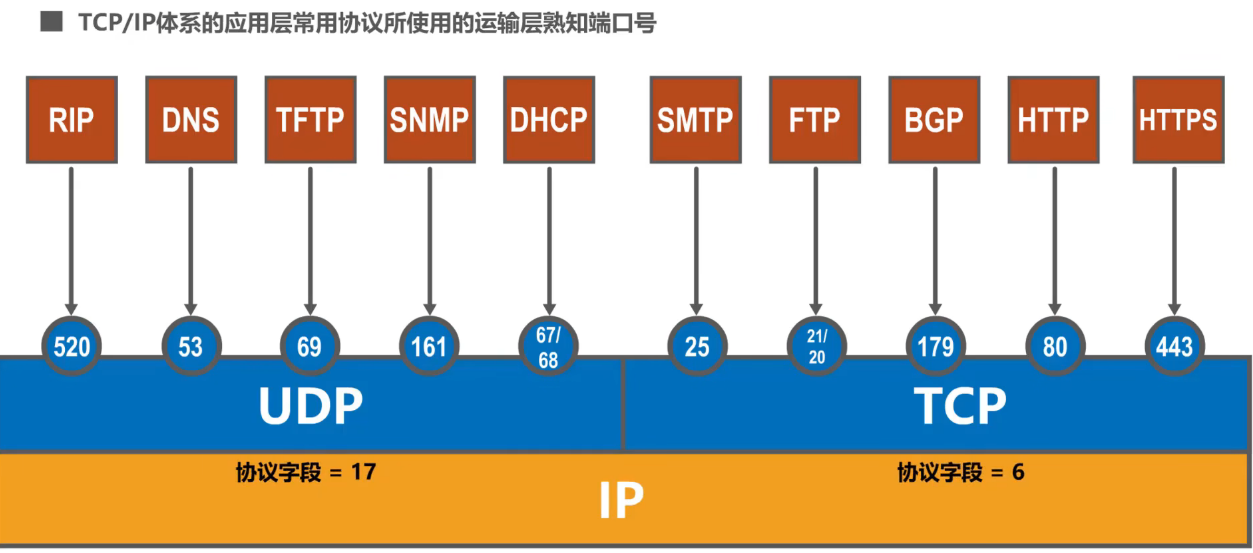 TCP/IP体系的应用层常用协议所使用的运输层熟知端口号
RIP DNS TFTP SNMP DHCP SMTP FTP BGP HTTP HTTPS
520 53 69 161 67/ 68 25 21/ 20 179 80 443
UDP TCP
协议字段 = 17 协议字段 = 6
IP